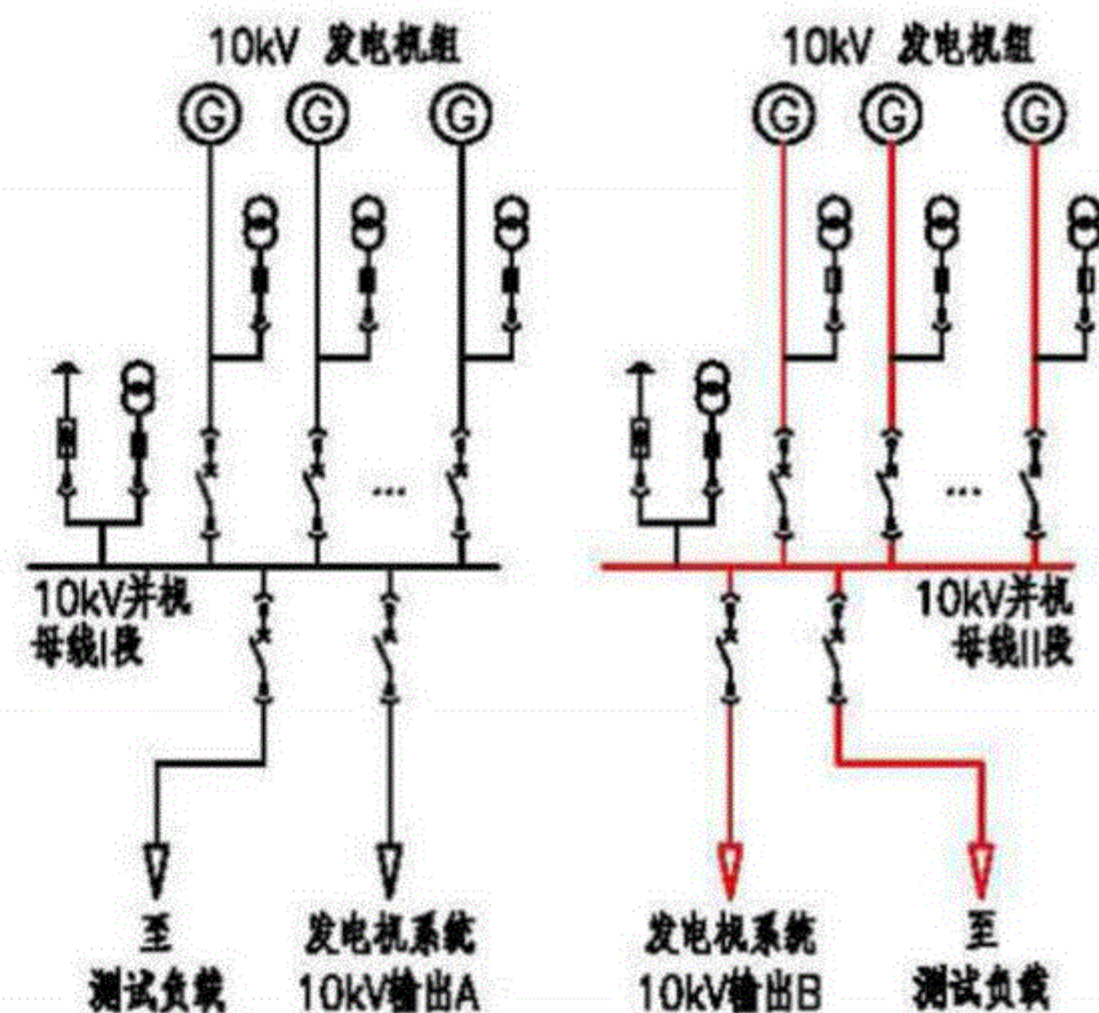 10kV 发电机组
10kV 发电机组
G
G
G
G
G
G
...
...
10kV并机
母线I段
10kV并机
母线II段
至
测试负载
发电机系统
10kV输出A
发电机系统
10kV输出B
至
测试负载